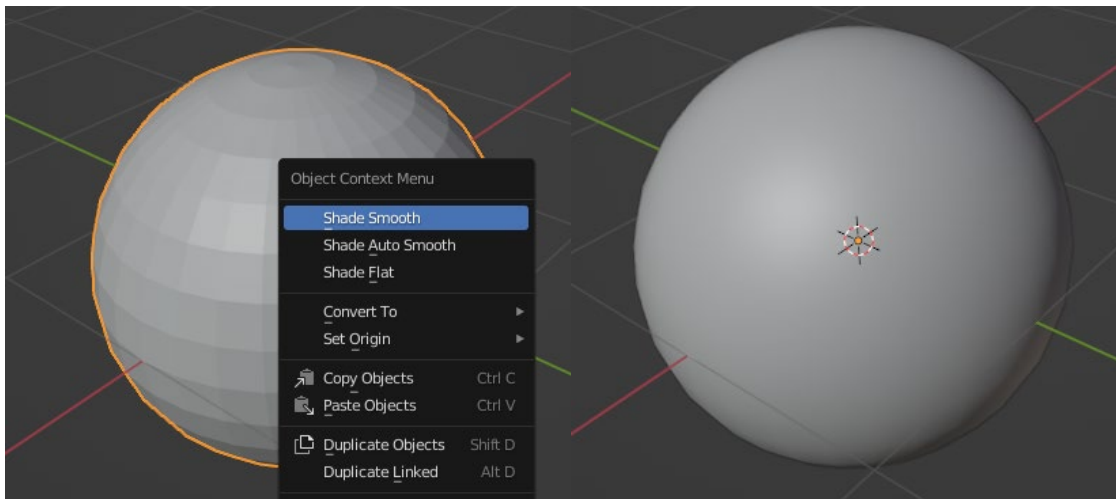 Object Context Menu
Shade Smooth
Shade Auto Smooth
Shade Flat
Convert To
Set Origin
Copy Objects Ctrl C
Paste Objects Ctrl V
Duplicate Objects Shift D
Duplicate Linked Alt D